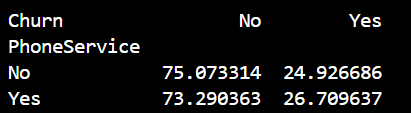 Churn No Yes
PhoneService
No 75.073314 24.926686
Yes 73.290363 26.709637